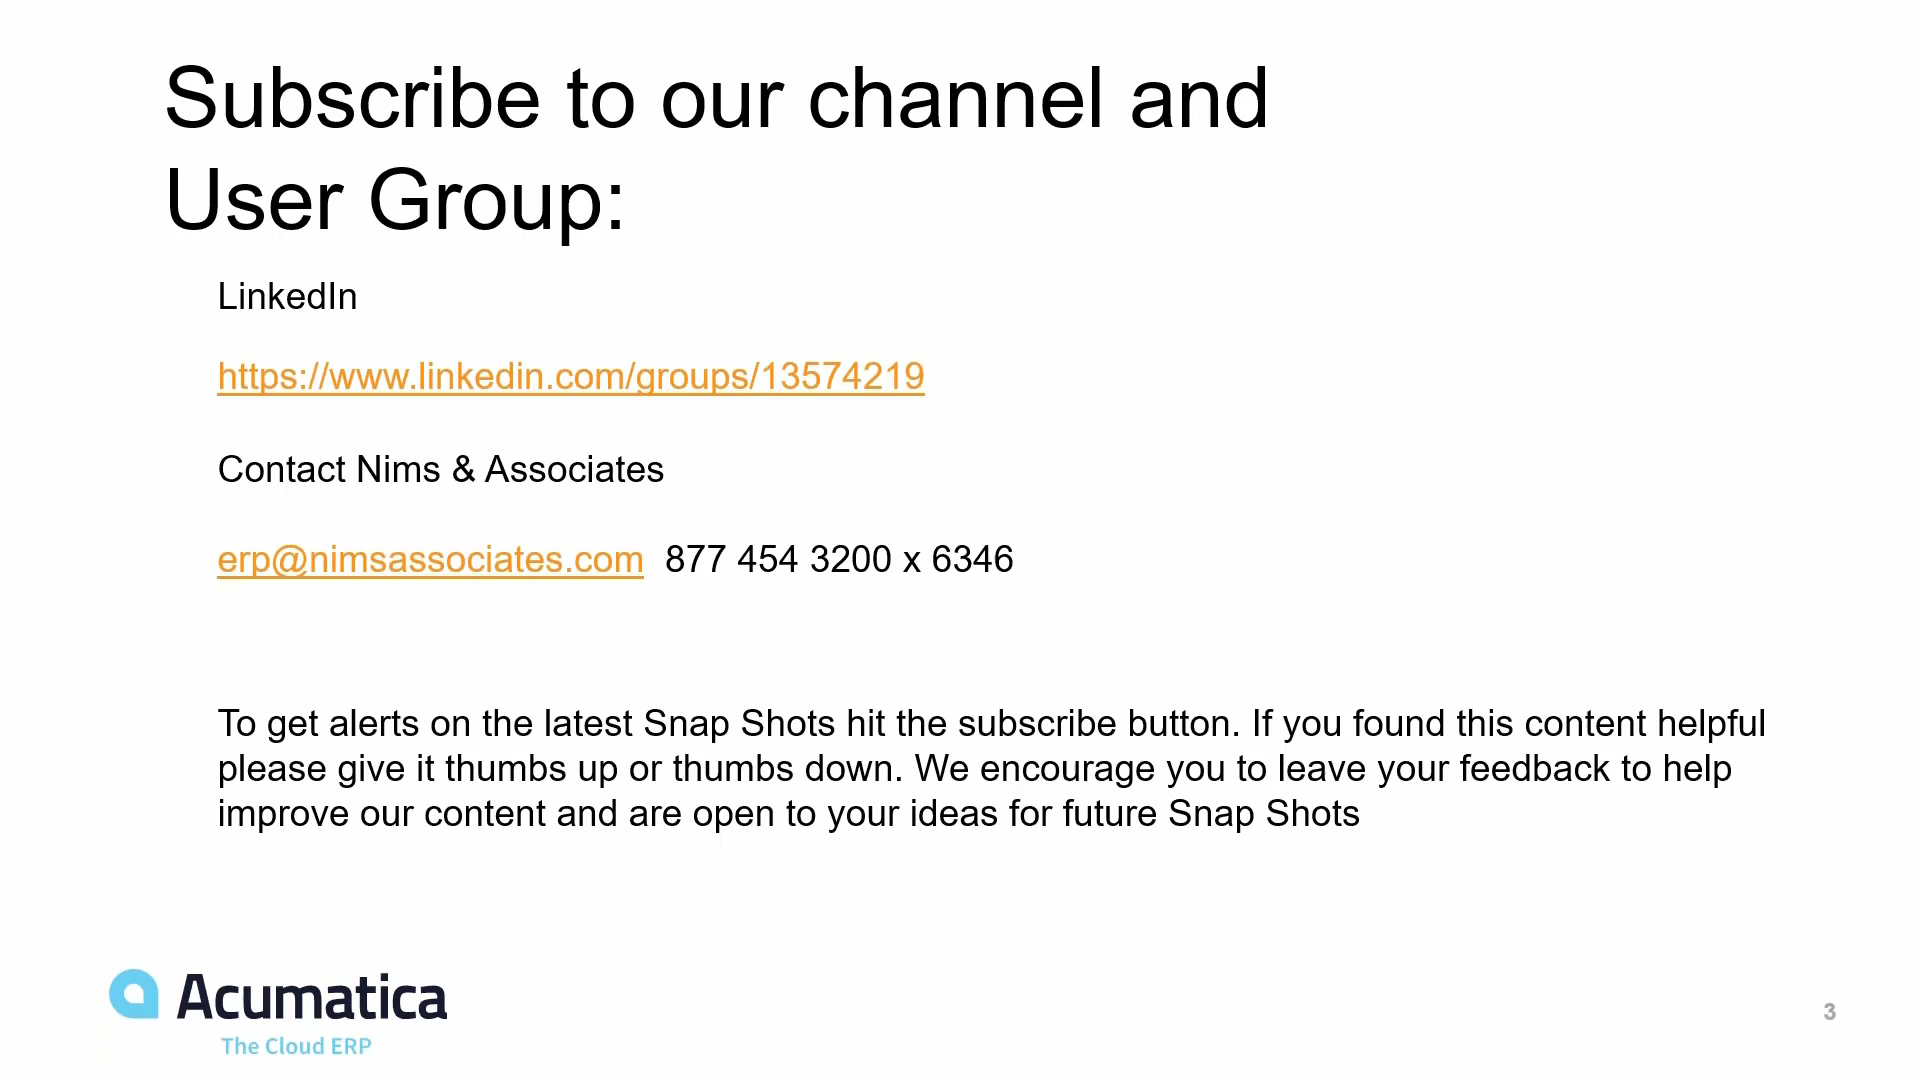 Subscribe to our channel and
User Group:
LinkedIn
https://www.linkedin.com/groups/13574219
Contact Nims & Associates
erp@nimsassociates.com 877 454 3200 x 6346
To get alerts on the latest Snap Shots hit the subscribe button. If you found this content helpful
please give it thumbs up or thumbs down. We encourage you to leave your feedback to help
improve our content and are open to your ideas for future Snap Shots
Acumatica
The Cloud ERP
3